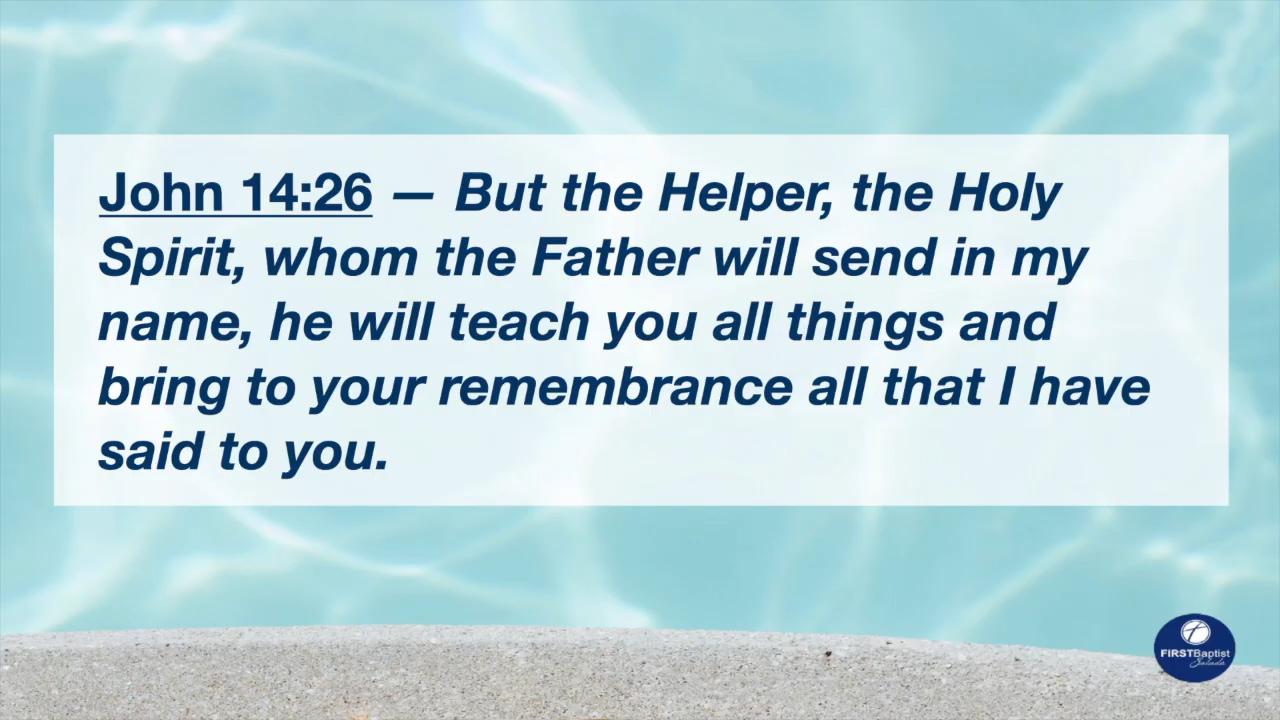 John 14:26 — But the Helper, the Holy
Spirit, whom the Father will send in my
name, he will teach you all things and
bring to your remembrance all that I have
said to you.
FIRSTBaptist
Salado